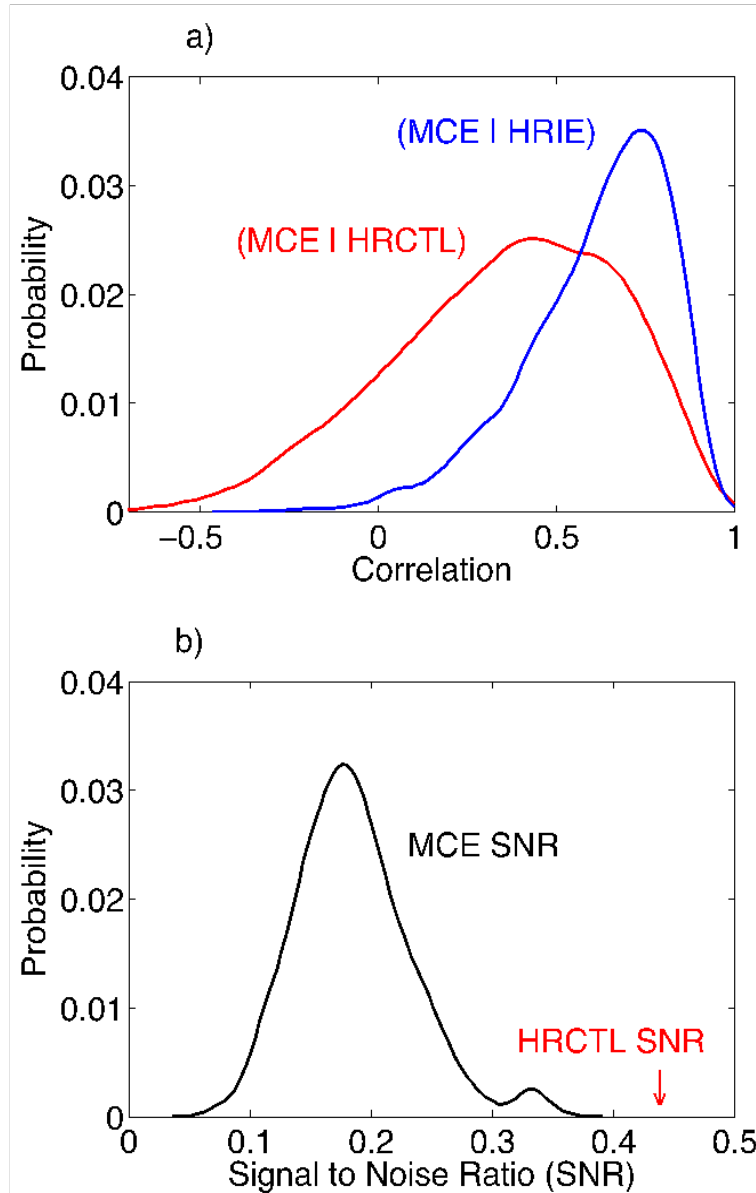 a)
0.04
(MCE | HRIE)
0.03
(MCE | HRCTL)
0.02
0.01
0
Probability
−0.5
0
0.5
1
Correlation
b)
0.04
0.03
MCE SNR
0.02
0.01
HRCTL SNR
0
Probability
0
0.1
0.2
0.3
0.4
0.5
Signal to Noise Ratio (SNR)